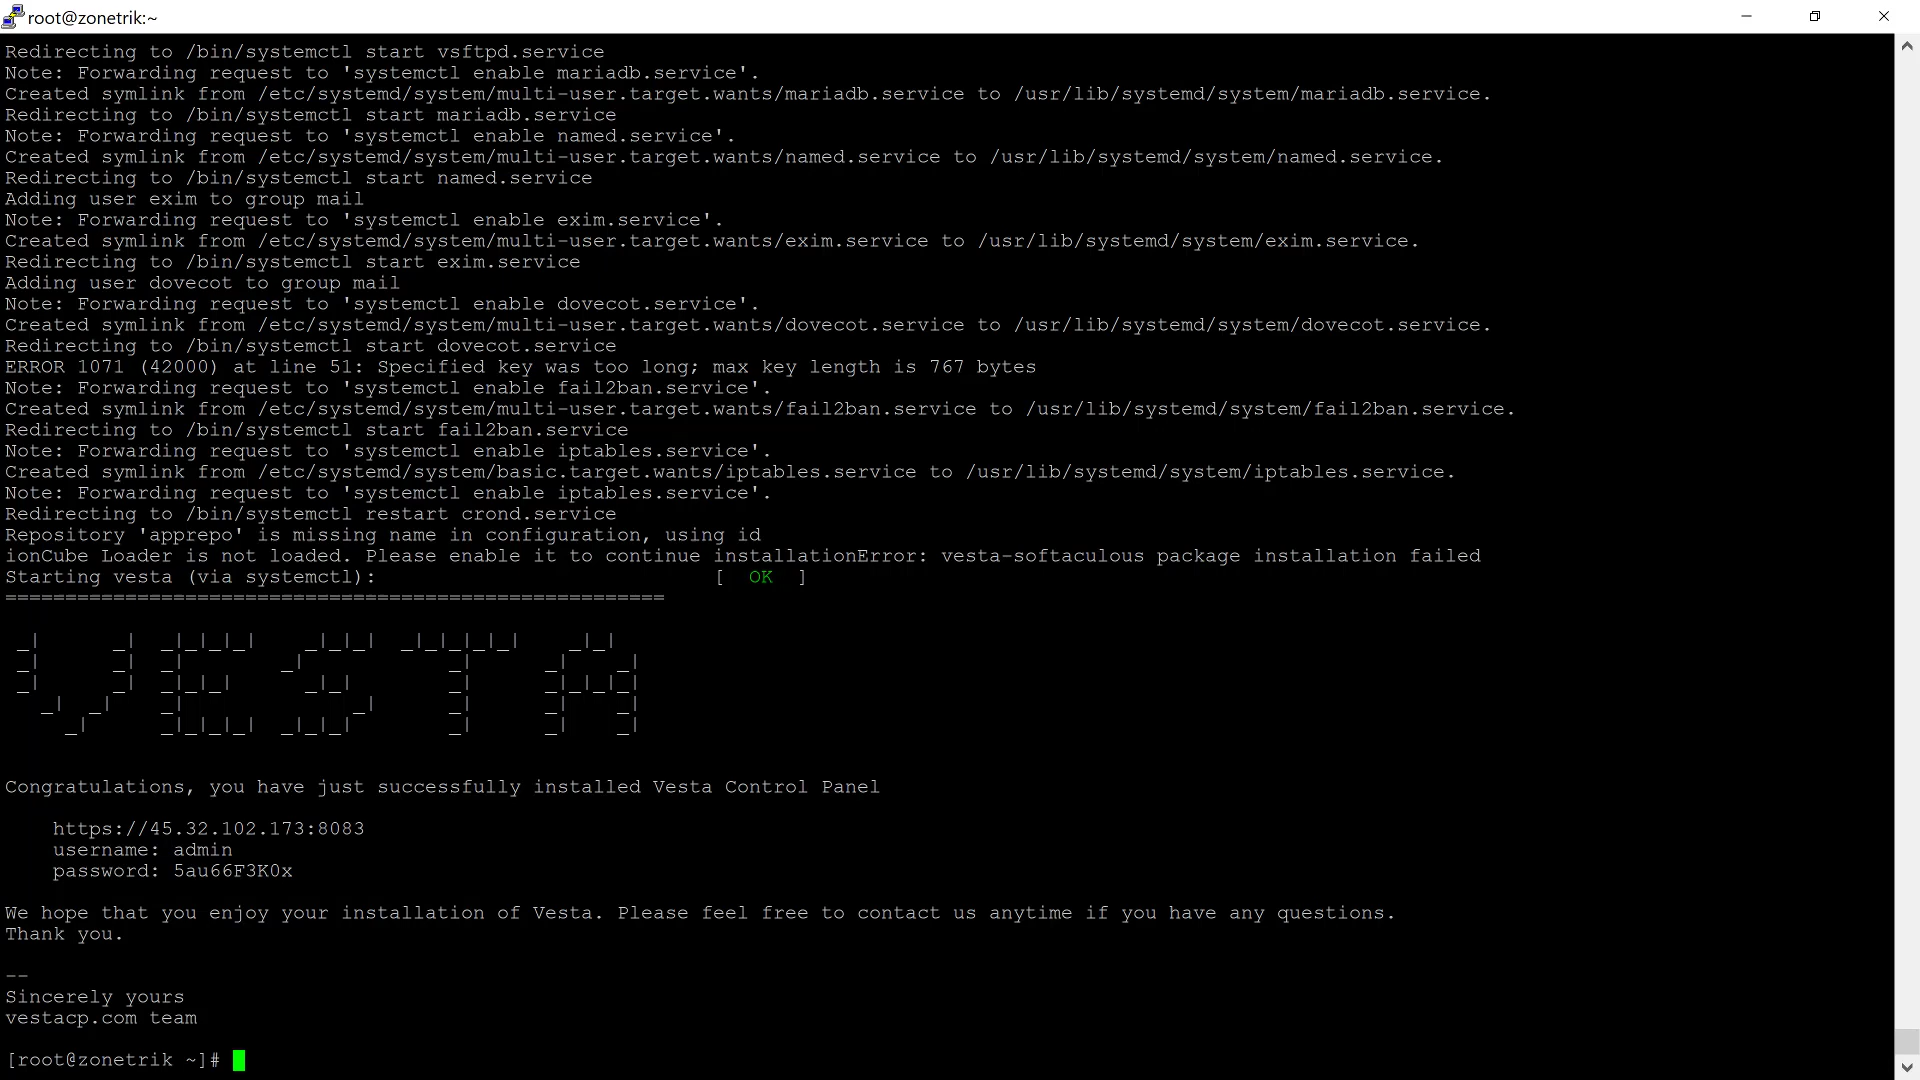 root@zonetrik:~
Redirecting to /bin/systemctl start vsftpd.service
Note: Forwarding request to 'systemctl enable mariadb.service'.
Created symlink from /etc/systemd/system/multi-user.target.wants/mariadb.service to /usr/lib/systemd/system/mariadb.service.
Redirecting to /bin/systemctl start mariadb.service
Note: Forwarding request to 'systemctl enable named.service'.
Created symlink from /etc/systemd/system/multi-user.target.wants/named.service to /usr/lib/systemd/system/named.service.
Redirecting to /bin/systemctl start named.service
Adding user exim to group mail
Note: Forwarding request to 'systemctl enable exim.service'.
Created symlink from /etc/systemd/system/multi-user.target.wants/exim.service to /usr/lib/systemd/system/exim.service.
Redirecting to /bin/systemctl start exim.service
Adding user dovecot to group mail
Note: Forwarding request to 'systemctl enable dovecot.service'.
Created symlink from /etc/systemd/system/multi-user.target.wants/dovecot.service to /usr/lib/systemd/system/dovecot.service.
Redirecting to /bin/systemctl start dovecot.service
ERROR 1071 (42000) at line 51: Specified key was too long; max key length is 767 bytes
Note: Forwarding request to 'systemctl enable fail2ban.service'.
Created symlink from /etc/systemd/system/multi-user.target.wants/fail2ban.service to /usr/lib/systemd/system/fail2ban.service.
Redirecting to /bin/systemctl start fail2ban.service
Note: Forwarding request to 'systemctl enable iptables.service'.
Created symlink from /etc/systemd/system/basic.target.wants/iptables.service to /usr/lib/systemd/system/iptables.service.
Note: Forwarding request to 'systemctl enable iptables.service'.
Redirecting to /bin/systemctl restart crond.service
Repository 'apprepo' is missing name in configuration, using id
ionCube Loader is not loaded. Please enable it to continue installationError: vesta-softaculous package installation failed
Starting vesta (via systemctl): [ OK ]
=======================================================
VESTA
Congratulations, you have just successfully installed Vesta Control Panel
https://45.32.102.173:8083
username: admin
password: 5au66F3K0x
We hope that you enjoy your installation of Vesta. Please feel free to contact us anytime if you have any questions.
Thank you.
--
Sincerely yours
vestacp.com team
[root@zonetrik ~]#